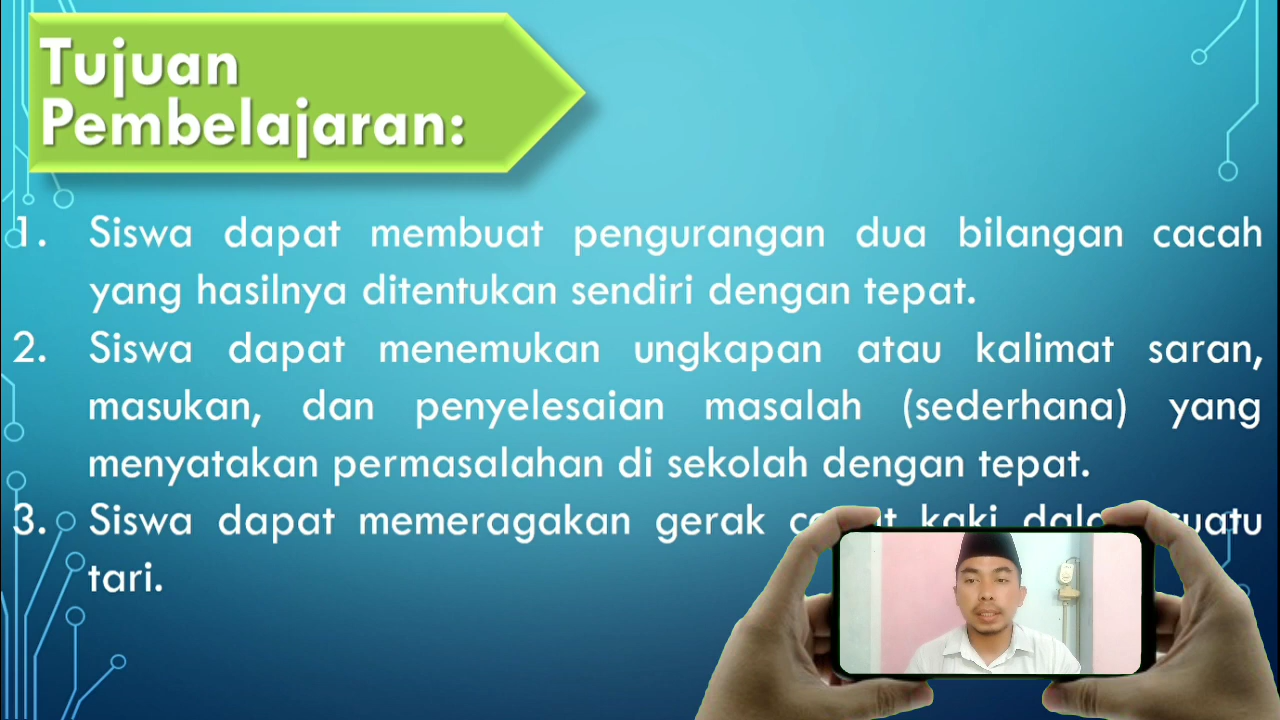 Tujuan
Pembelajaran:
1. Siswa dapat membuat pengurangan dua bilangan cacah
yang hasilnya ditentukan sendiri dengan tepat.
2. Siswa dapat menemukan ungkapan atau kalimat saran,
masukan, dan penyelesaian masalah (sederhana) yang
menyatakan permasalahan di sekolah dengan tepat.
3. Siswa dapat memeragakan gerak kaki
tari.